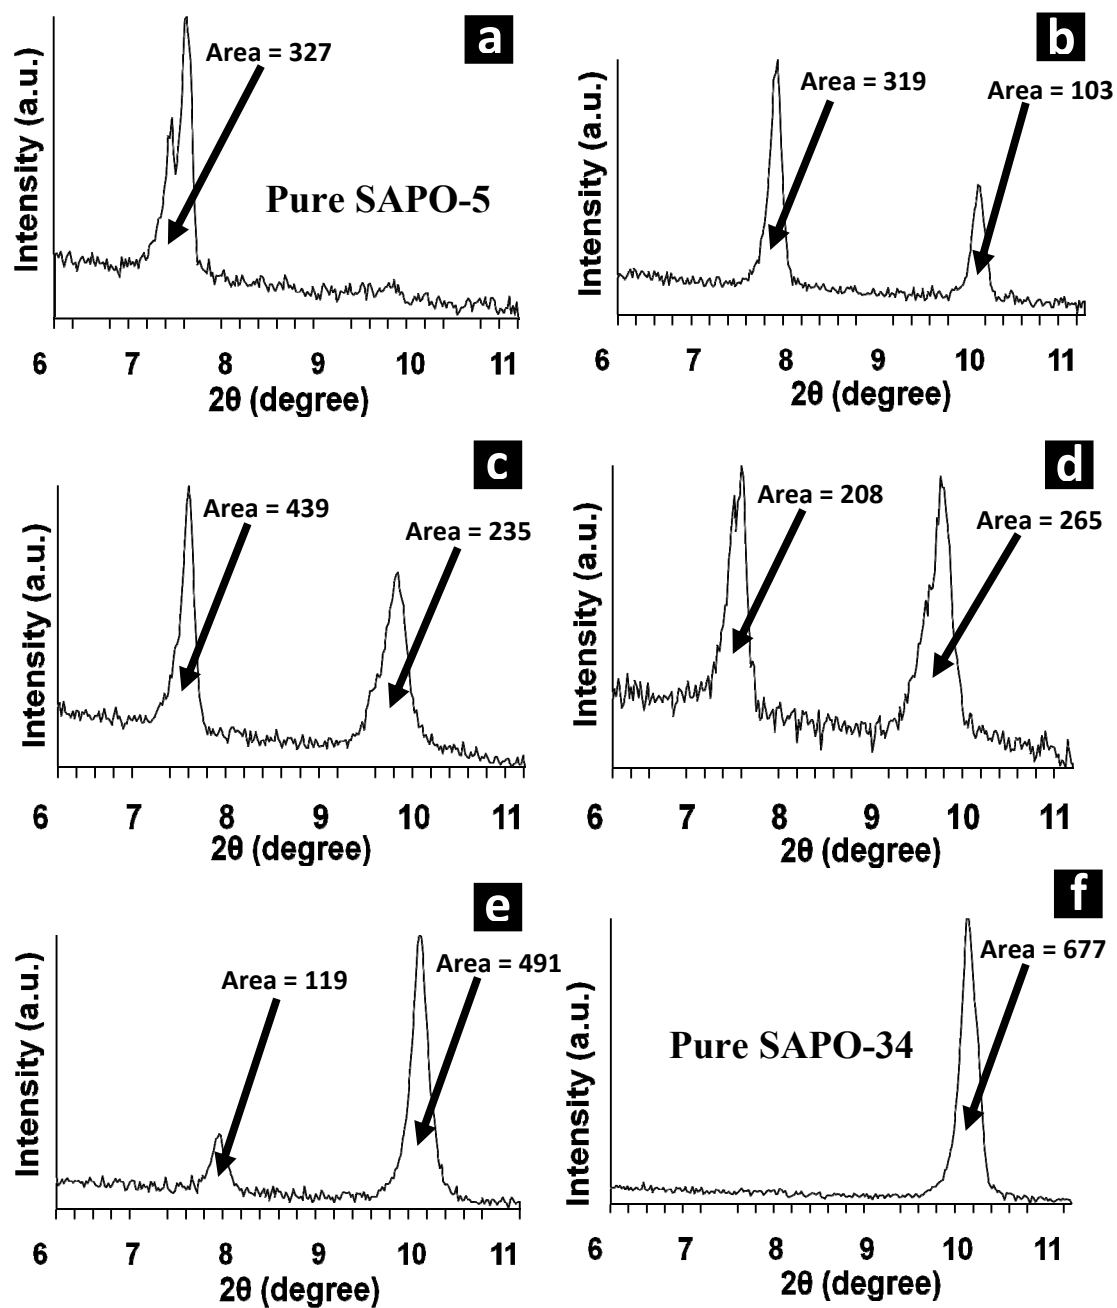 a
Area = 327
Pure SAPO-5
Intensity (a.u.)
6 7 8 9 10 11
2θ (degree)
b
Area = 319
Area = 103
Intensity (a.u.)
6 7 8 9 10 11
2θ (degree)
c
Area = 439
Area = 235
Intensity (a.u.)
6 7 8 9 10 11
2θ (degree)
d
Area = 208
Area = 265
Intensity (a.u.)
6 7 8 9 10 11
2θ (degree)
e
Area = 119
Area = 491
Intensity (a.u.)
6 7 8 9 10 11
2θ (degree)
f
Area = 677
Pure SAPO-34
Intensity (a.u.)
6 7 8 9 10 11
2θ (degree)